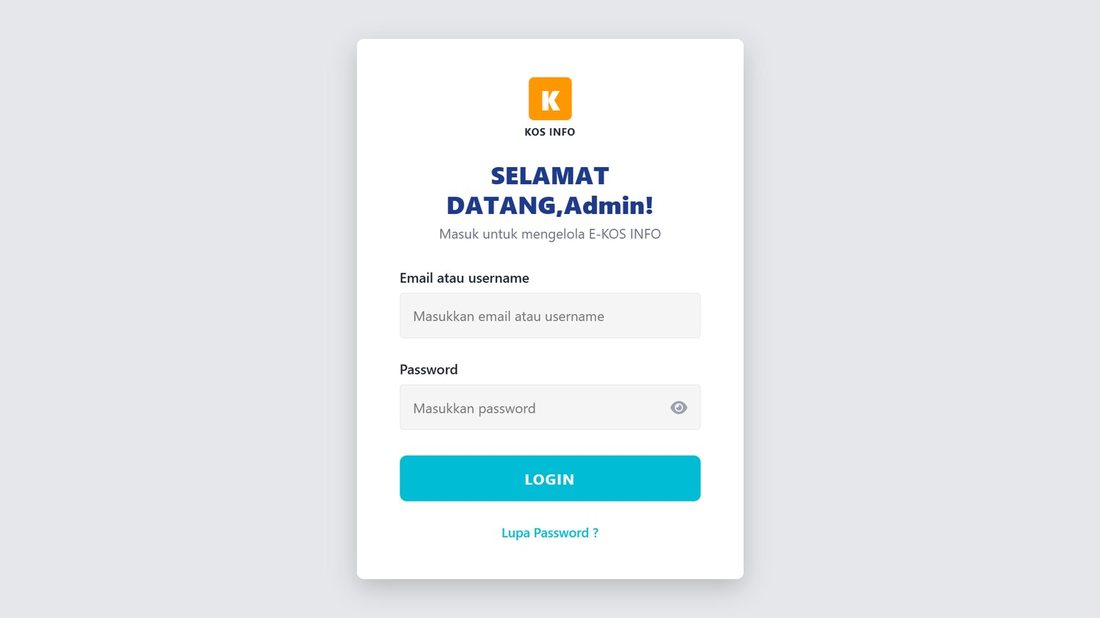 K
KOS INFO
SELAMAT
DATANG,Admin!
Masuk untuk mengelola E-KOS INFO
Email atau username
Masukkan email atau username
Password
Masukkan password
LOGIN
Lupa Password ?